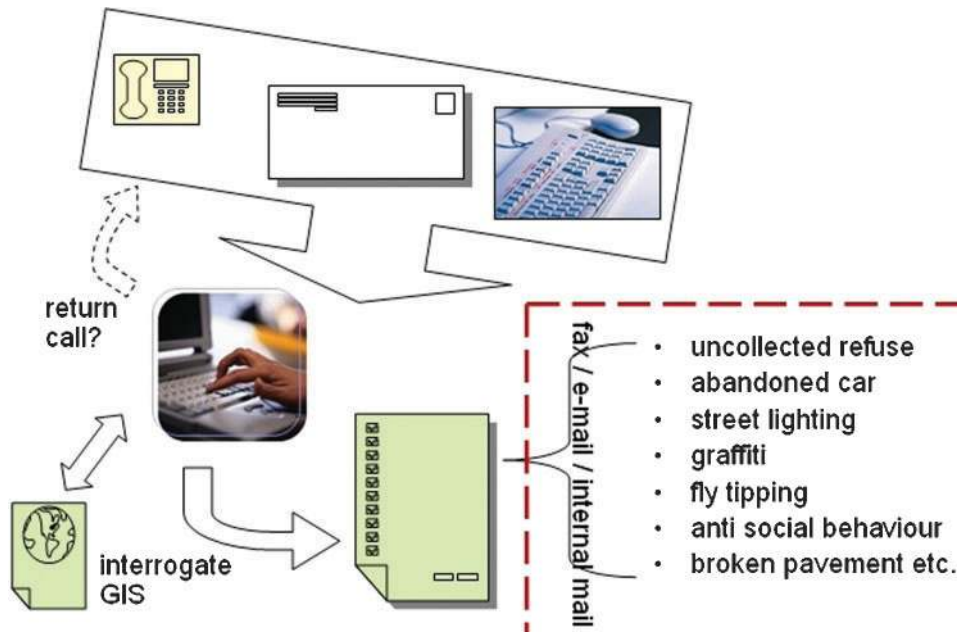 return
call?
interrogate
GIS
fax / e-mail / internal mail
• uncollected refuse
• abandoned car
• street lighting
• graffiti
• fly tipping
• anti social behaviour
• broken pavement etc.